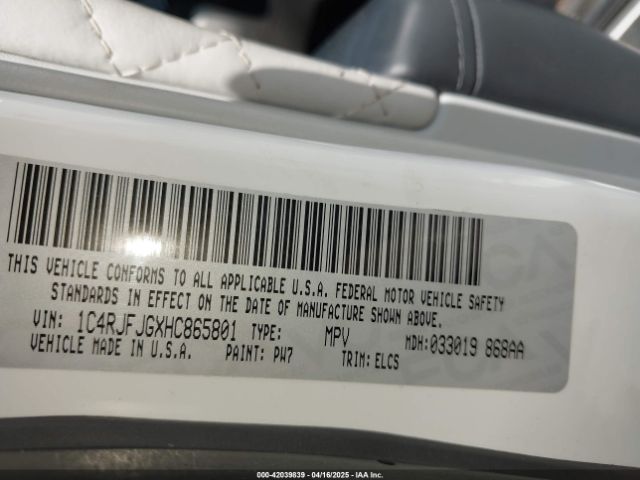 THIS VEHICLE CONFORMS TO ALL APPLICABLE U.S.A. FEDERAL MOTOR VEHICLE SAFETY
STANDARDS IN EFFECT ON THE DATE OF MANUFACTURE SHOWN ABOVE.
VIN: 1C4RJFJGXHC865801 TYPE: MPV MDH:033019 868AA
VEHICLE MADE IN U.S.A. PAINT: PW7 TRIM:ELCS
000-42039839 - 04/16/2025 - IAA Inc.